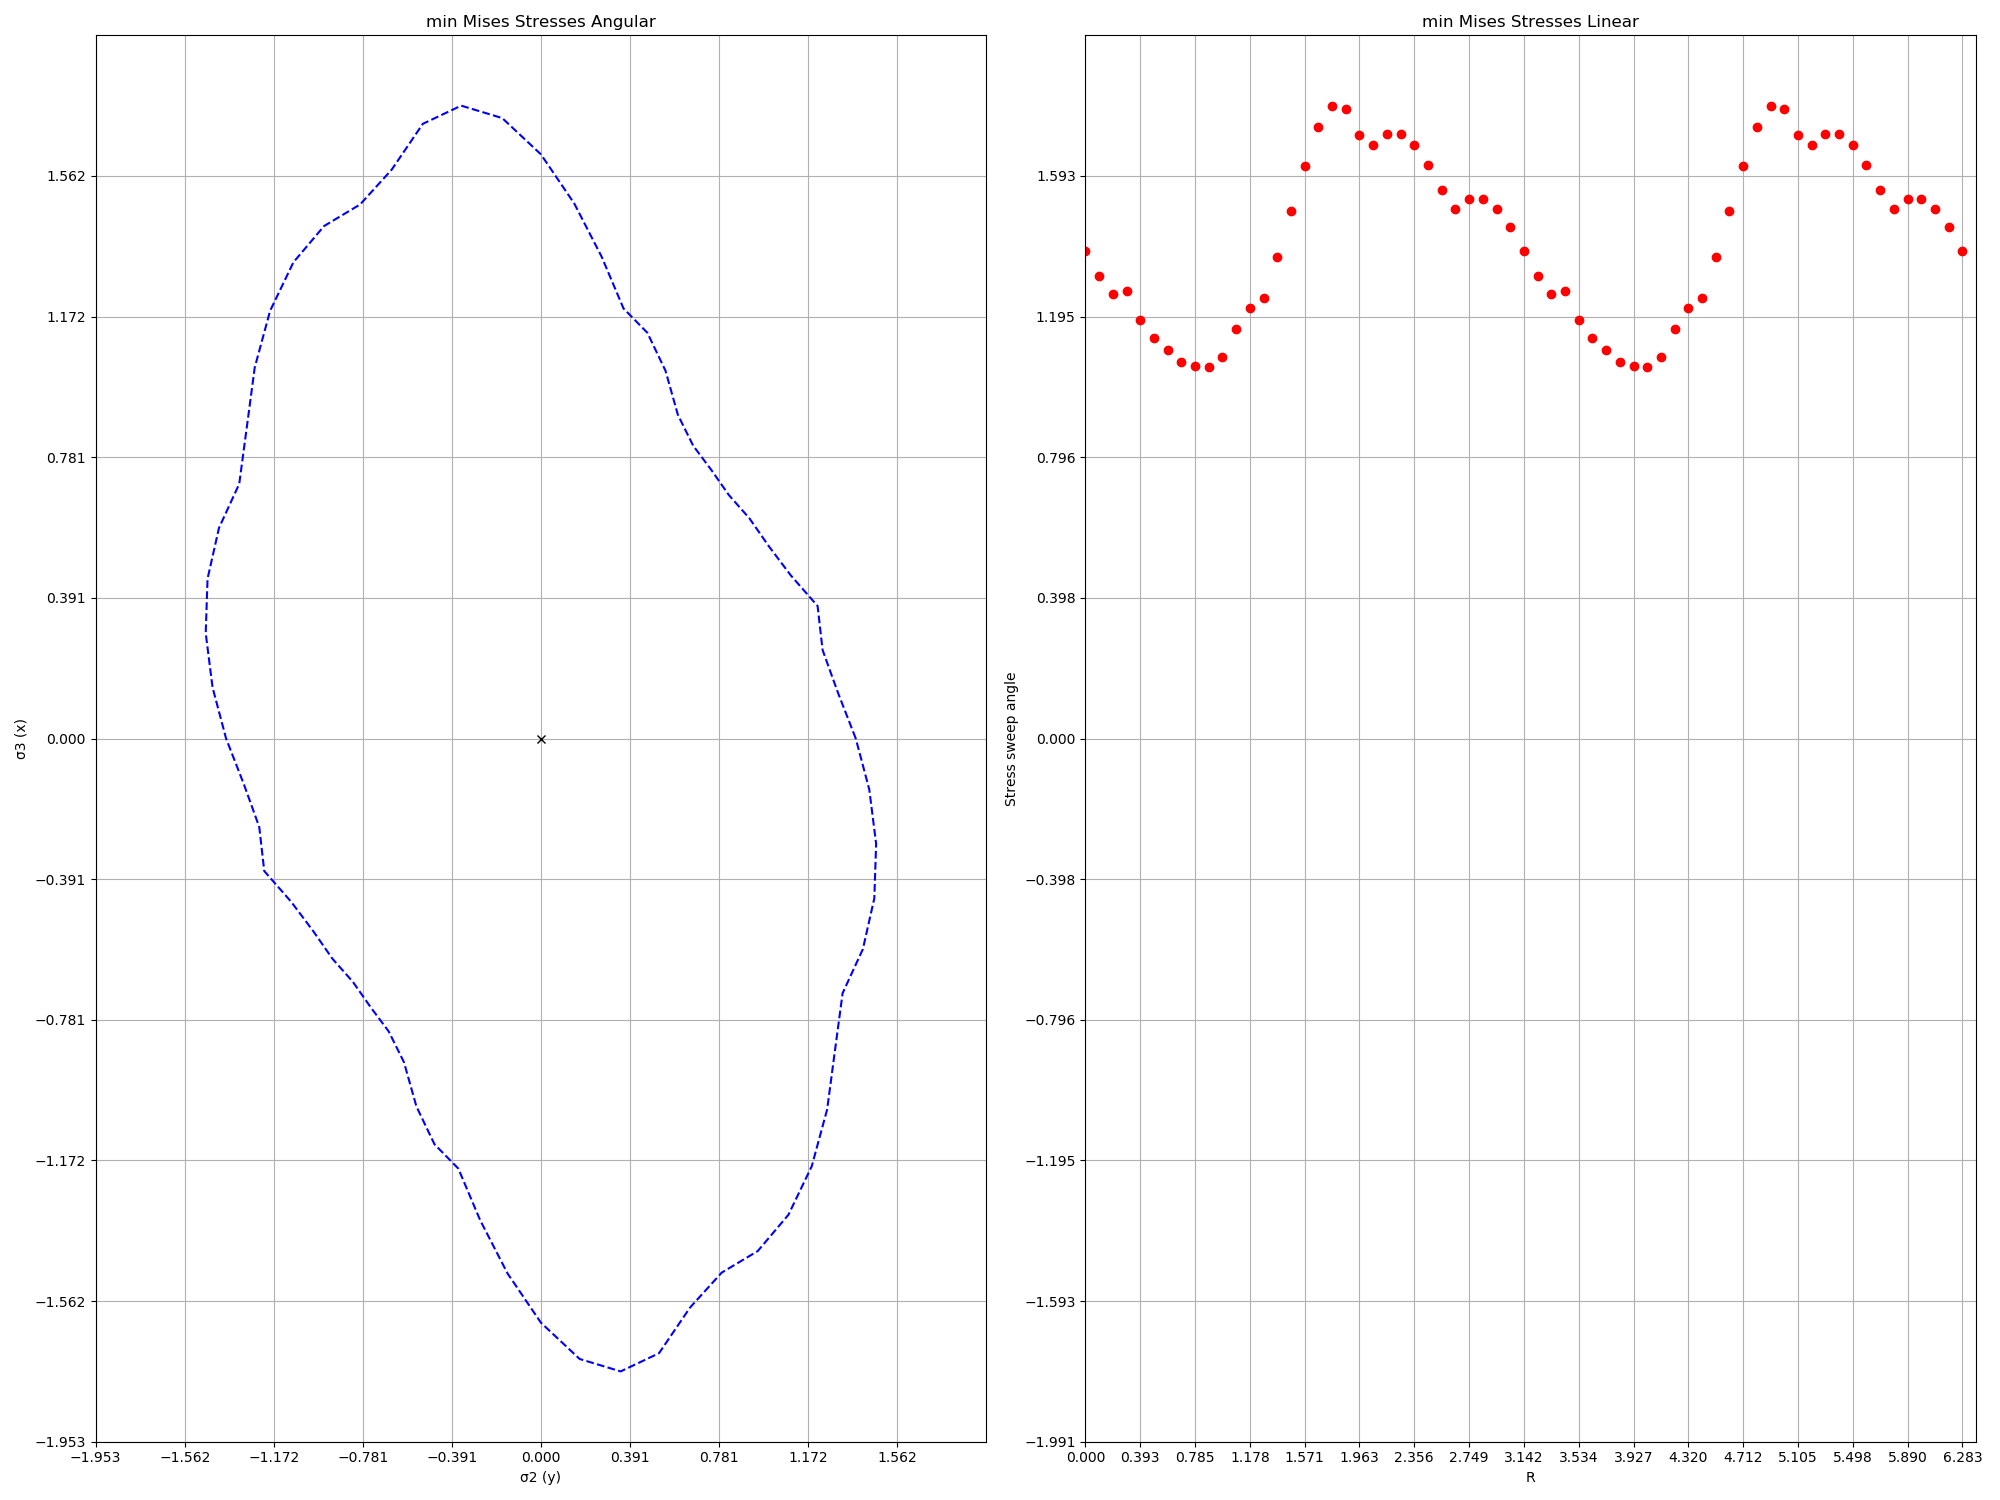 min Mises Stresses Angular
1.562
1.172
0.781
0.391
0.000
−0.391
−0.781
−1.172
−1.562
−1.953
σ3 (x)
−1.953 −1.562 −1.172 −0.781 −0.391 0.000 0.391 0.781 1.172 1.562
σ2 (y)
min Mises Stresses Linear
1.593
1.195
0.796
0.398
0.000
−0.398
−0.796
−1.195
−1.593
−1.991
Stress sweep angle
0.000 0.393 0.785 1.178 1.571 1.963 2.356 2.749 3.142 3.534 3.927 4.320 4.712 5.105 5.498 5.890 6.283
R